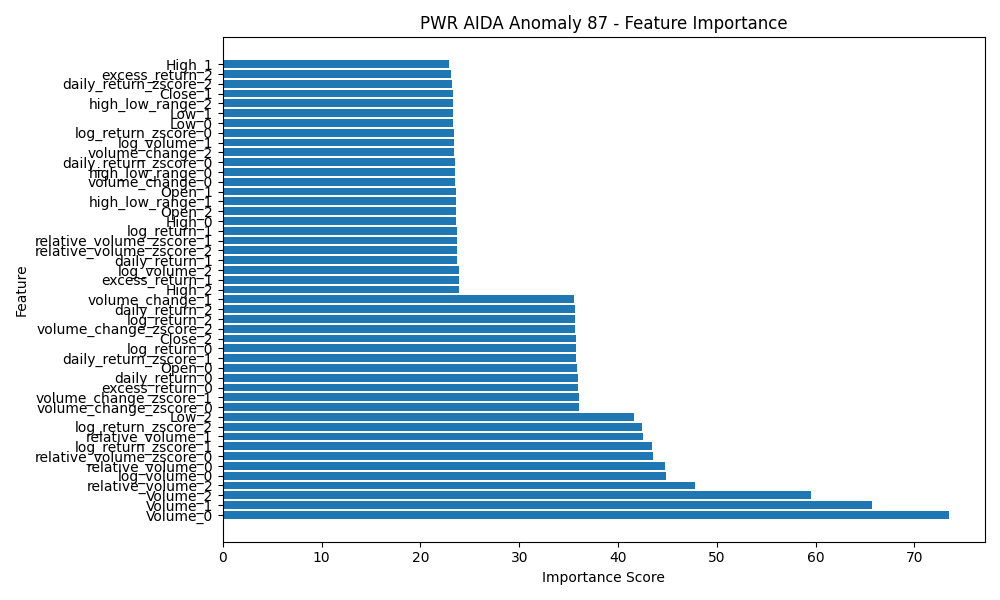 PWR AIDA Anomaly 87 - Feature Importance
Feature
High_1
excess_return_2
daily_return_zscore_2
Close_1
high_low_range_2
Low_1
Low_0
log_return_zscore_0
log_volume_1
volume_change_2
daily_return_zscore_0
high_low_range_0
volume_change_0
Open_1
high_low_range_1
Open_2
High_0
log_return_1
relative_volume_zscore_1
relative_volume_zscore_2
daily_return_1
log_volume_2
excess_return_1
High_2
volume_change_1
daily_return_2
log_return_2
volume_change_zscore_2
Close_2
log_return_0
daily_return_zscore_1
Open_0
daily_return_0
excess_return_0
volume_change_zscore_1
volume_change_zscore_0
Low_2
log_return_zscore_2
relative_volume_1
log_return_zscore_1
relative_volume_zscore_0
relative_volume_0
log_volume_0
relative_volume_2
Volume_2
Volume_1
Volume_0
0 10 20 30 40 50 60 70
Importance Score